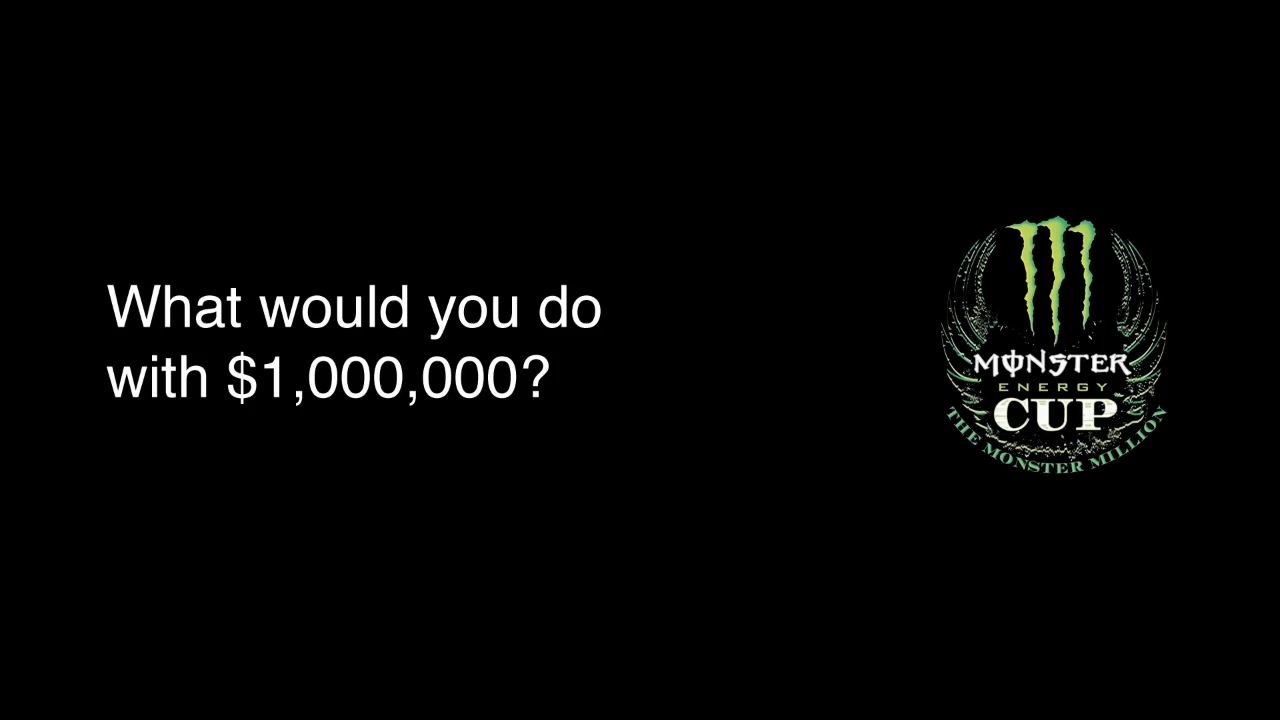 What would you do
with $1,000,000?
MONSTER
ENERGY
CUP
THE MONSTER MILLION